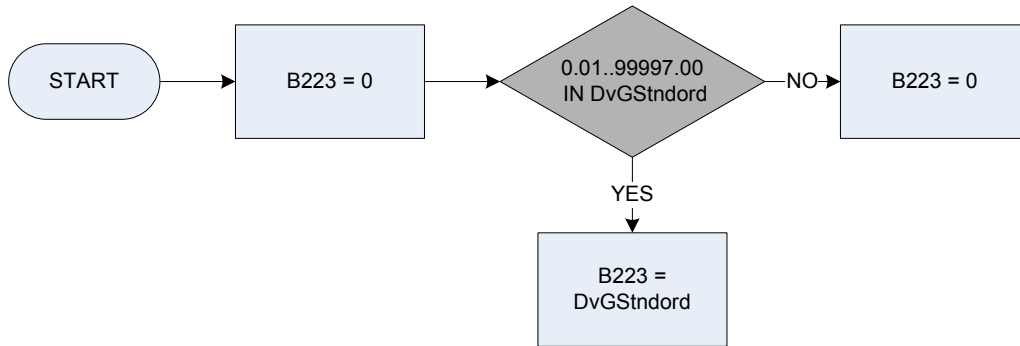 START
B223 = 0
0.01..99997.00
IN DvGStndord
NO
B223 = 0
YES
B223 =
DvGStndord